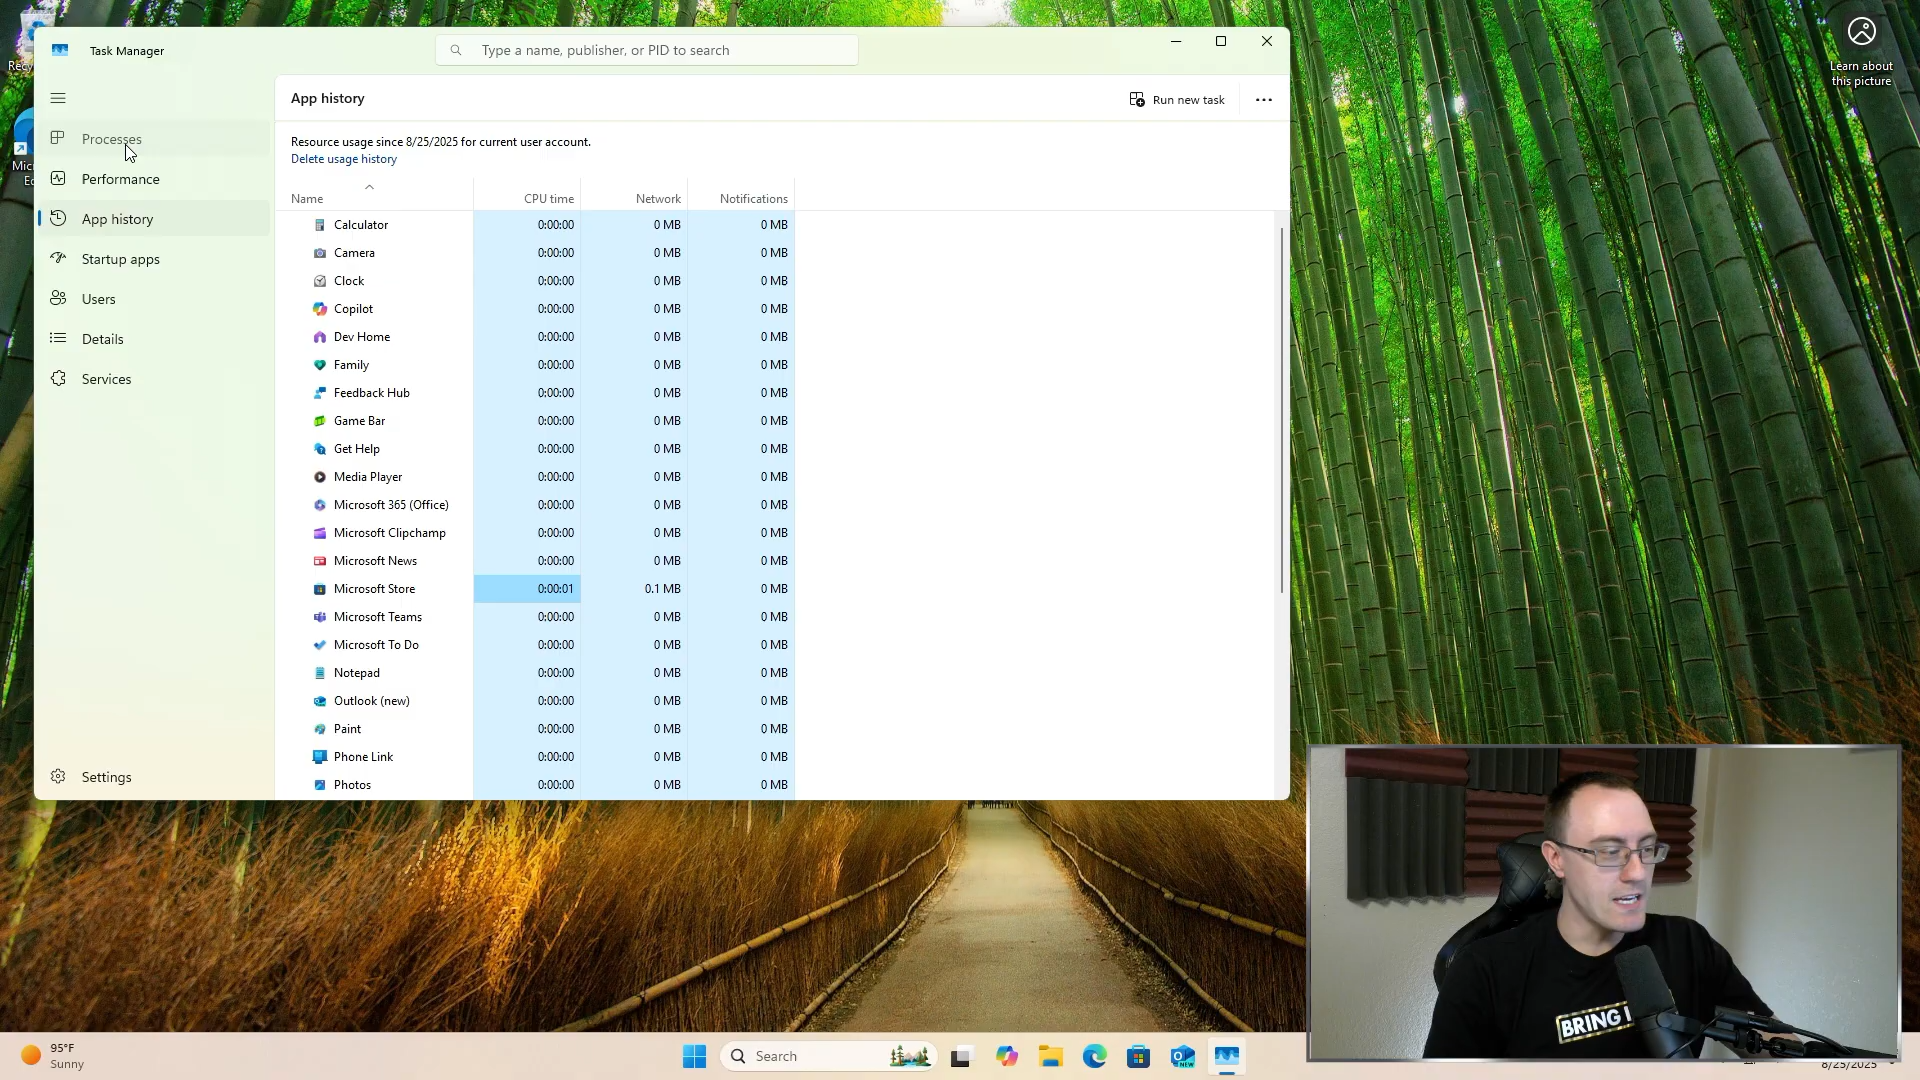 Task Manager
Type a name, publisher, or PID to search
Learn about
this picture
Processes
Performance
App history
Startup apps
Users
Details
Services
Settings
App history
Run new task
Resource usage since 8/25/2025 for current user account.
Delete usage history
Name CPU time Network Notifications
Calculator 0:00:00 0 MB 0 MB
Camera 0:00:00 0 MB 0 MB
Clock 0:00:00 0 MB 0 MB
Copilot 0:00:00 0 MB 0 MB
Dev Home 0:00:00 0 MB 0 MB
Family 0:00:00 0 MB 0 MB
Feedback Hub 0:00:00 0 MB 0 MB
Game Bar 0:00:00 0 MB 0 MB
Get Help 0:00:00 0 MB 0 MB
Media Player 0:00:00 0 MB 0 MB
Microsoft 365 (Office) 0:00:00 0 MB 0 MB
Microsoft Clipchamp 0:00:00 0 MB 0 MB
Microsoft News 0:00:00 0 MB 0 MB
Microsoft Store 0:00:01 0.1 MB 0 MB
Microsoft Teams 0:00:00 0 MB 0 MB
Microsoft To Do 0:00:00 0 MB 0 MB
Notepad 0:00:00 0 MB 0 MB
Outlook (new) 0:00:00 0 MB 0 MB
Paint 0:00:00 0 MB 0 MB
Phone Link 0:00:00 0 MB 0 MB
Photos 0:00:00 0 MB 0 MB
BRING
95°F
Sunny
Search
NEW
8/25/2025